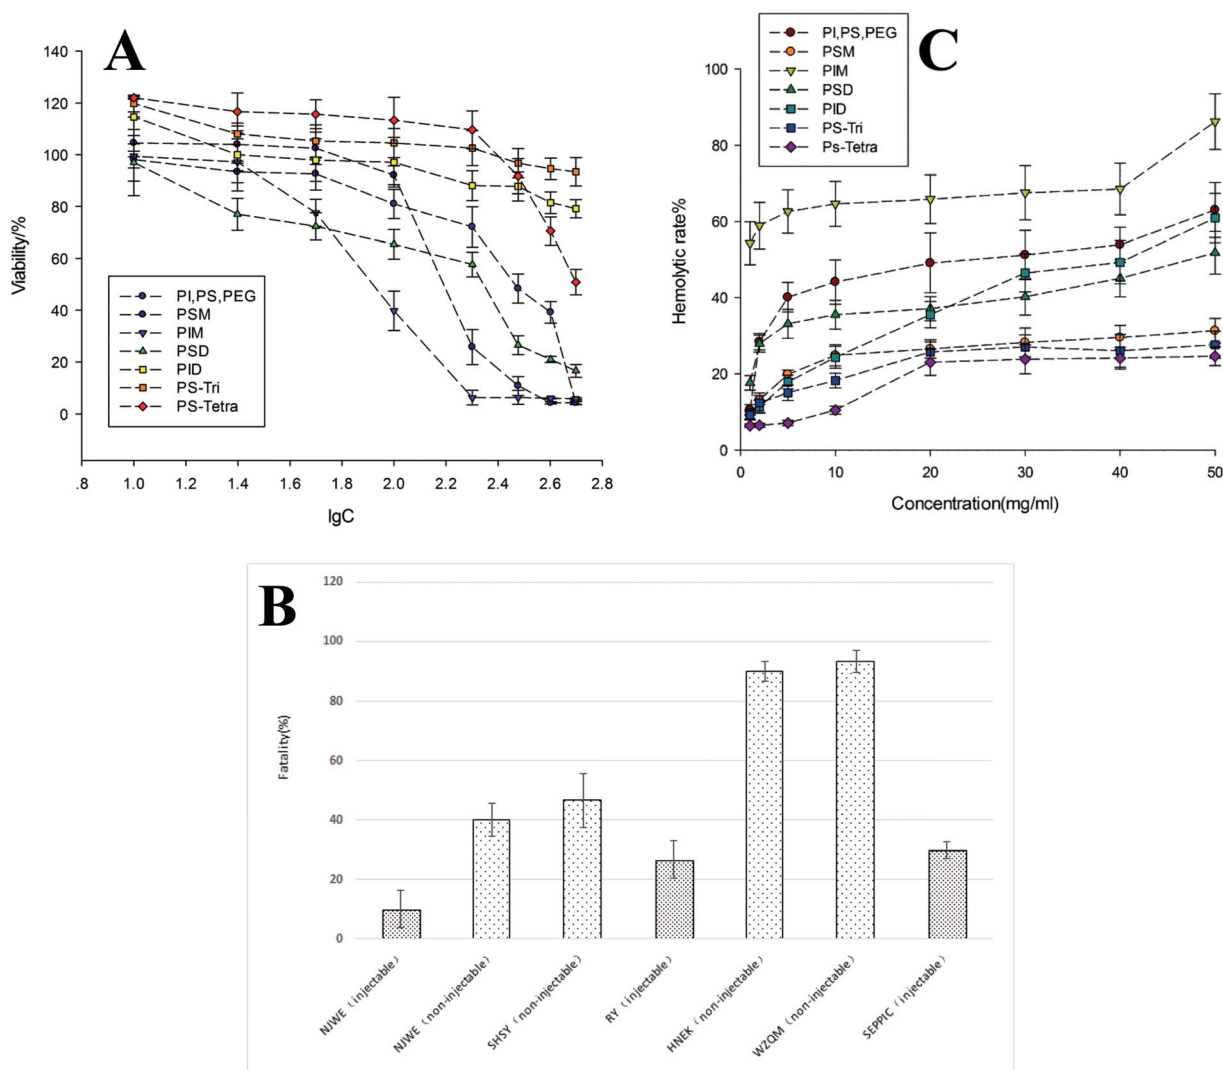 A
140
120
100
80
60
40
20
0
Viability/%
PI,PS,PEG
PSM
PIM
PSD
PID
PS-Tri
PS-Tetra
.8 1.0 1.2 1.4 1.6 1.8 2.0 2.2 2.4 2.6 2.8
lgC
C
PI,PS,PEG
PSM
PIM
PSD
PID
PS-Tri
Ps-Tetra
100
80
60
40
20
0
Hemolytic rate%
0 10 20 30 40 50
Concentration(mg/ml)
B
120
100
80
60
40
20
0
Fatality(%)
NJWE（injectable）
NJWE（non-injectable）
SHSY（non-injectable）
RY（injectable）
HNEK（non-injectable）
WZQM（non-injectable）
SEPPIC（injectable）